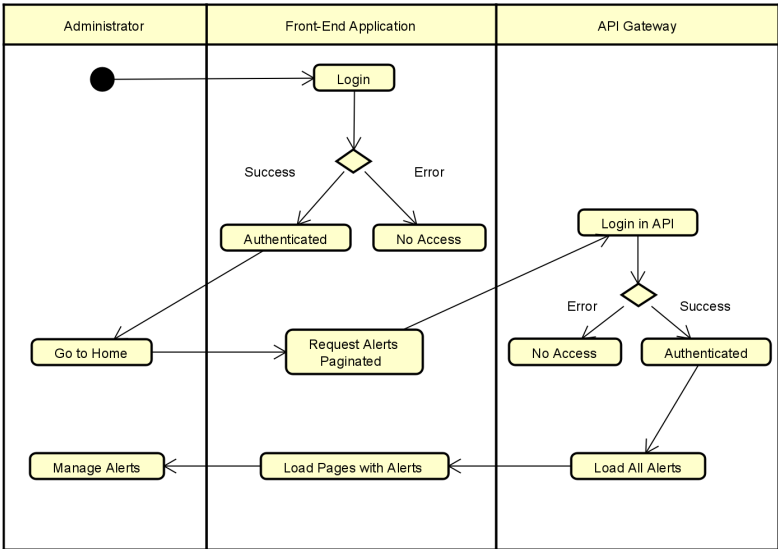 Administrator
Front-End Application
API Gateway
Login
Success
Error
Authenticated
No Access
Login in API
Error
Success
Go to Home
Request Alerts
Paginated
No Access
Authenticated
Manage Alerts
Load Pages with Alerts
Load All Alerts